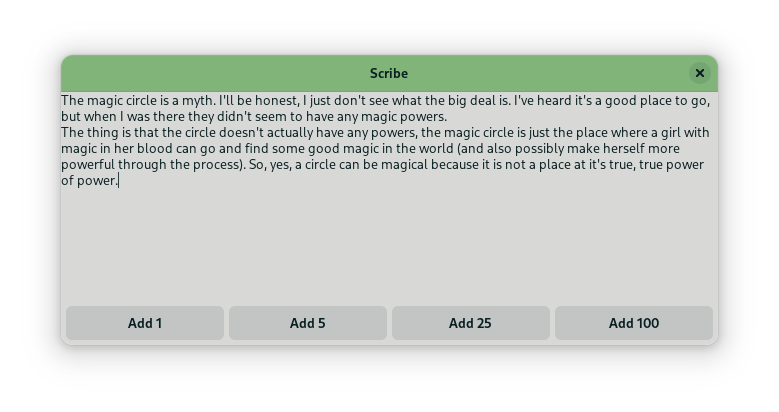 Scribe
The magic circle is a myth. I'll be honest, I just don't see what the big deal is. I've heard it's a good place to go,
but when I was there they didn't seem to have any magic powers.
The thing is that the circle doesn't actually have any powers, the magic circle is just the place where a girl with
magic in her blood can go and find some good magic in the world (and also possibly make herself more
powerful through the process). So, yes, a circle can be magical because it is not a place at it's true, true power
of power.
Add 1
Add 5
Add 25
Add 100